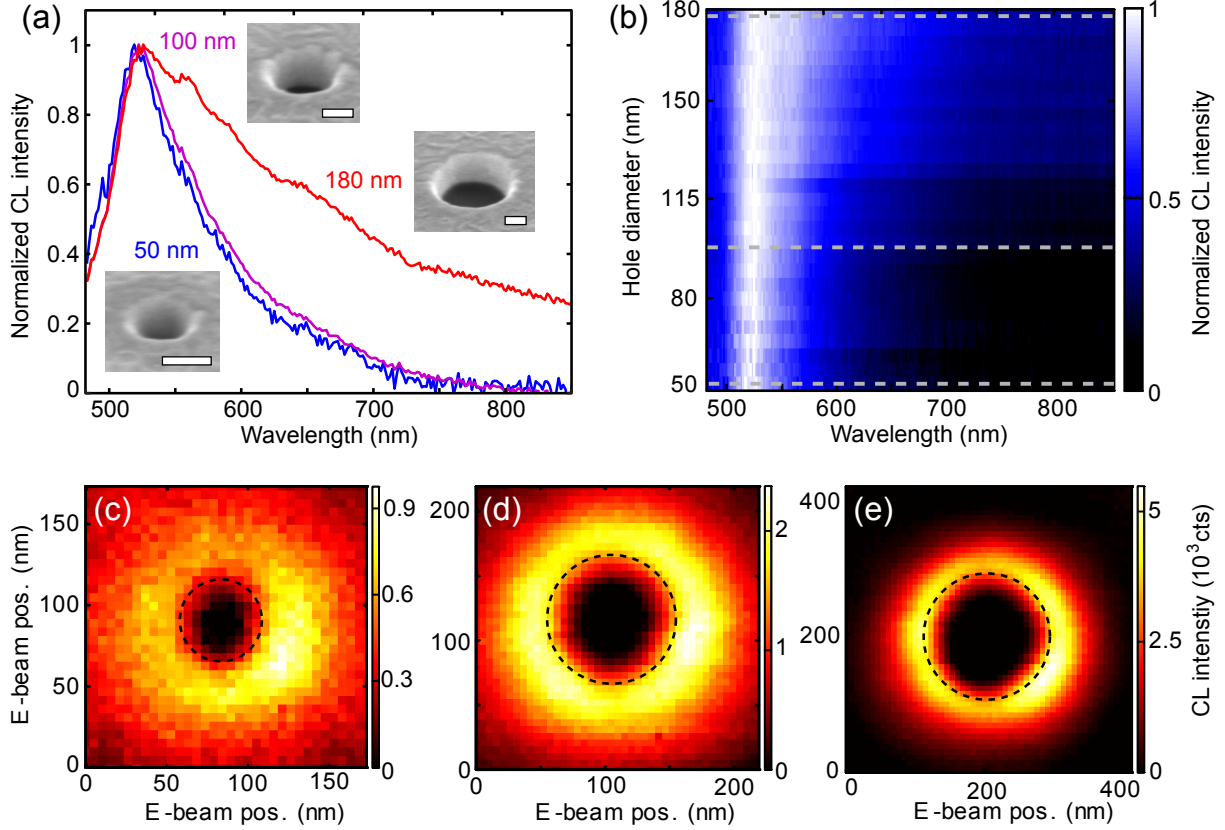 (a)
100 nm
180 nm
50 nm
Normalized CL intensity
1
0.8
0.6
0.4
0.2
0
500
600
700
800
Wavelength (nm)
(b)
Hole diameter (nm)
180
150
115
80
50
500
600
700
800
Wavelength (nm)
1
0.5
0
Normalized CL intensity
(c)
E-beam pos. (nm)
150
100
50
0
0
50
100
150
E-beam pos. (nm)
0.9
0.6
0.3
0
(d)
200
100
0
0
100
200
E-beam pos. (nm)
2
1
0
(e)
400
200
0
0
200
400
E-beam pos. (nm)
5
2.5
0
CL intenstiy (10³cts)